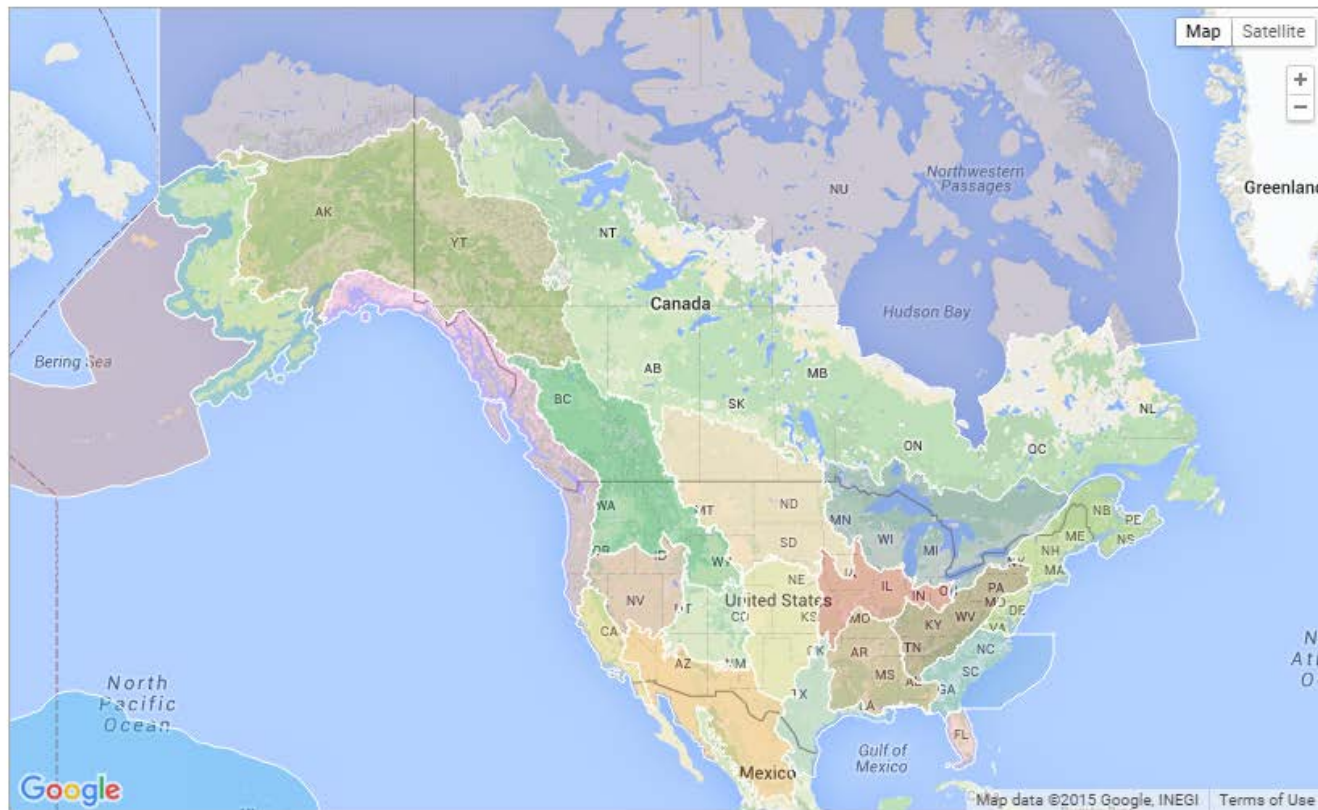 Map Satellite
+
−
Greenland
NU
Northwestern
Passages
AK
YT
NT
Canada
Hudson Bay
Bering Sea
AB
MB
SK
BC
NL
ON
QC
WA
MT
ND
MN
NB
PE
WI
MI
ME
NS
SD
NH
MA
OR
ID
WY
IA
NE
IL
IN
PA
NV
UT
United States
MD
DE
CO
KS
MO
KY
WV
VA
CA
AZ
NM
OK
AR
TN
NC
MS
AL
SC
GA
TX
LA
North
Pacific
Ocean
FL
Gulf of
Mexico
Mexico
Google
Map data ©2015 Google, INEGI Terms of Use